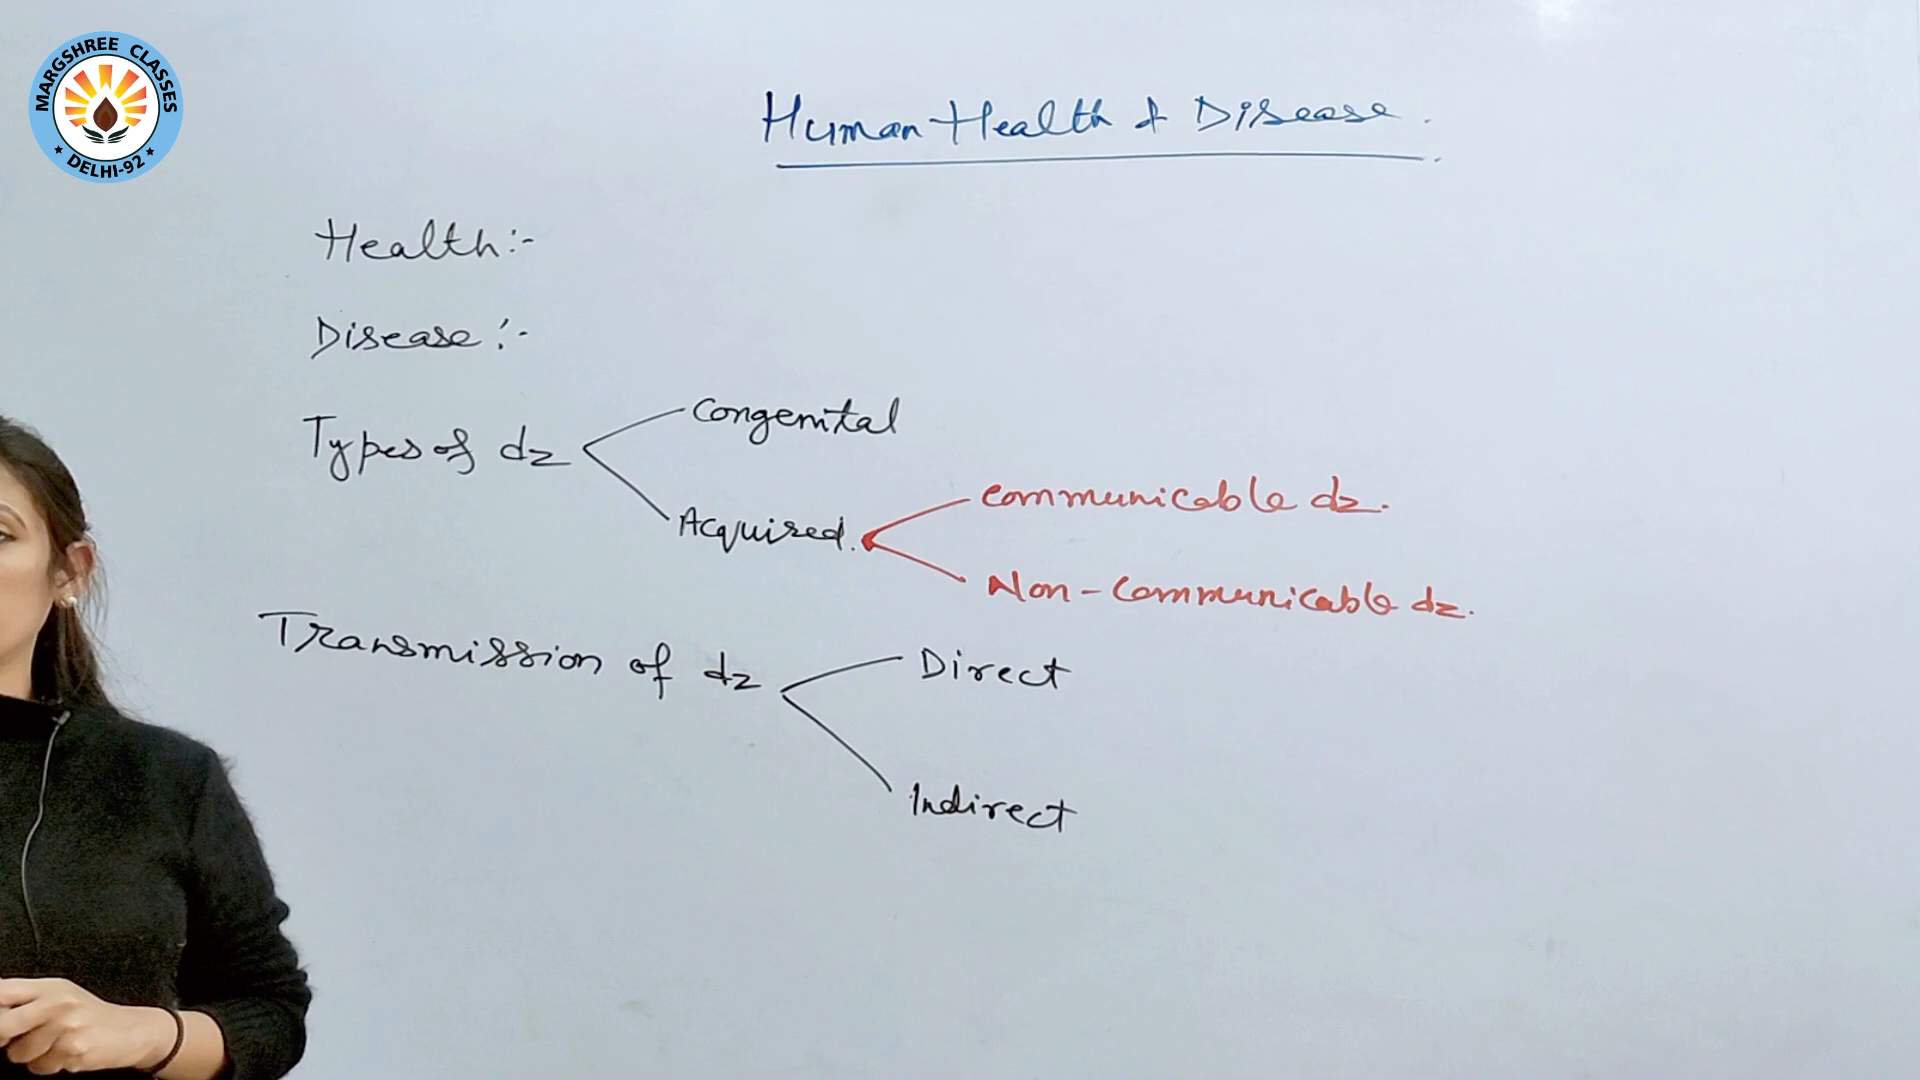 MARGSHREE CLASSES
★ DELHI-92 ★
Human Health & Disease.
Health:-
Disease:-
Types of dz
Congenital
Acquired.
Communicable dz.
Non-Communicable dz.
Transmission of dz
Direct
Indirect